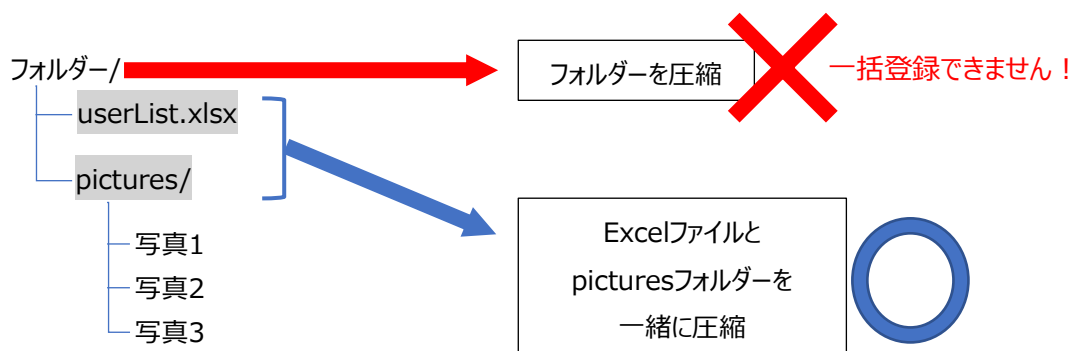 フォルダー/
フォルダーを圧縮
一括登録できません！
userList.xlsx
pictures/
写真1
写真2
写真3
Excelファイルと
picturesフォルダーを
一緒に圧縮